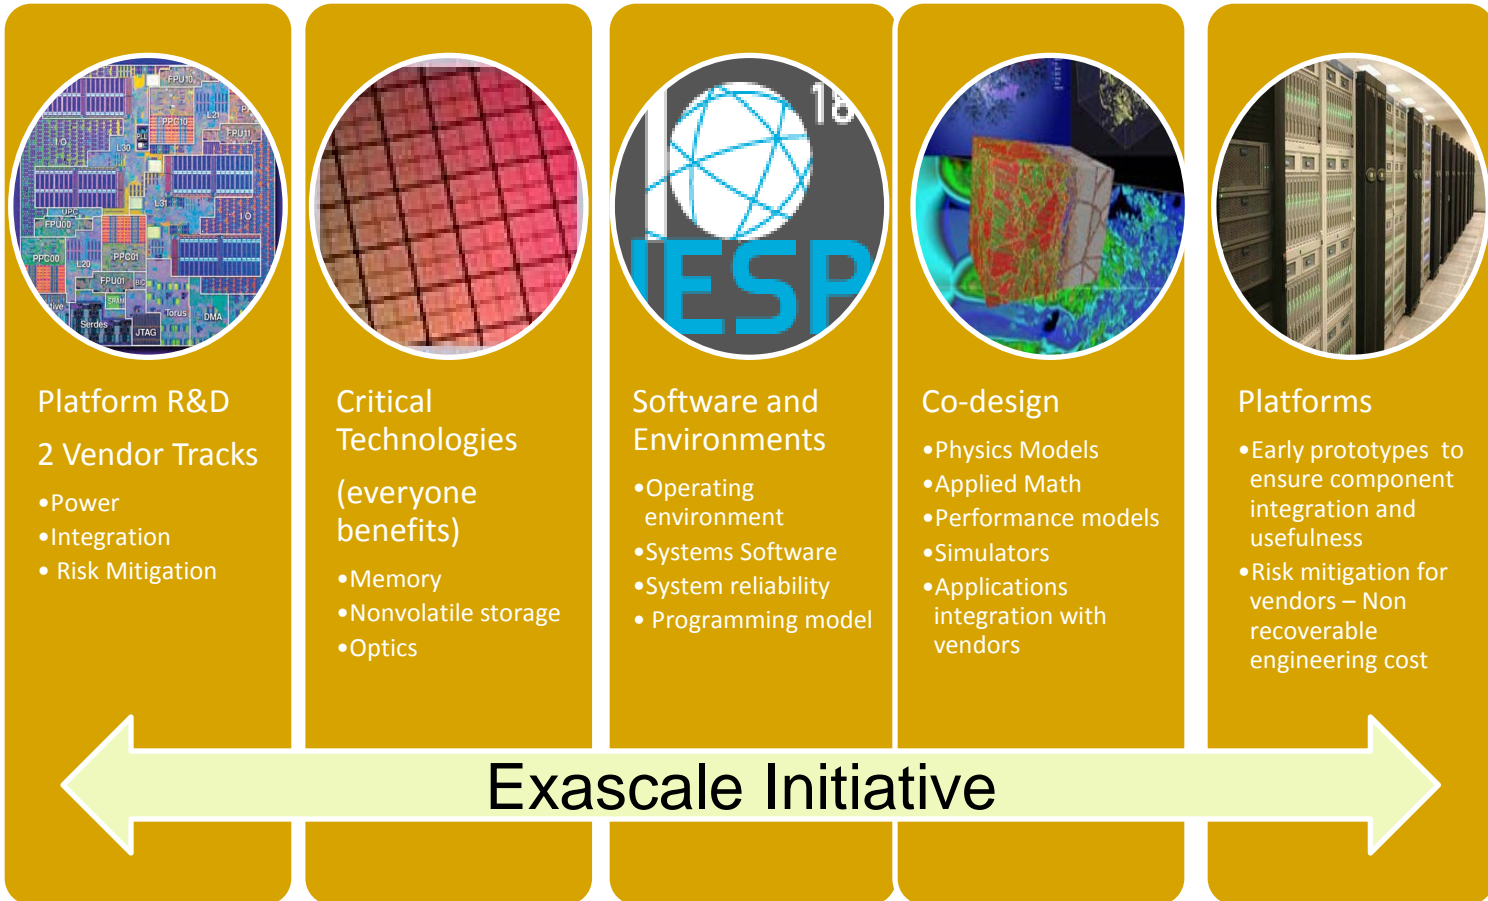 FPU10
PPC10
L21
FPU11
PLL
I O
L30
L31
I O
UPC
FPU00
PPC00
L20
PPC01
FPU01
Torus
DMA
Serdes
JTAG
18
IESP
Platform R&D
2 Vendor Tracks
•Power
•Integration
• Risk Mitigation
Critical
Technologies
(everyone
benefits)
•Memory
•Nonvolatile storage
•Optics
Software and
Environments
•Operating
environment
•Systems Software
•System reliability
• Programming model
Co-design
•Physics Models
•Applied Math
•Performance models
•Simulators
•Applications
integration with
vendors
Platforms
•Early prototypes to
ensure component
integration and
usefulness
•Risk mitigation for
vendors – Non
recoverable
engineering cost
Exascale Initiative